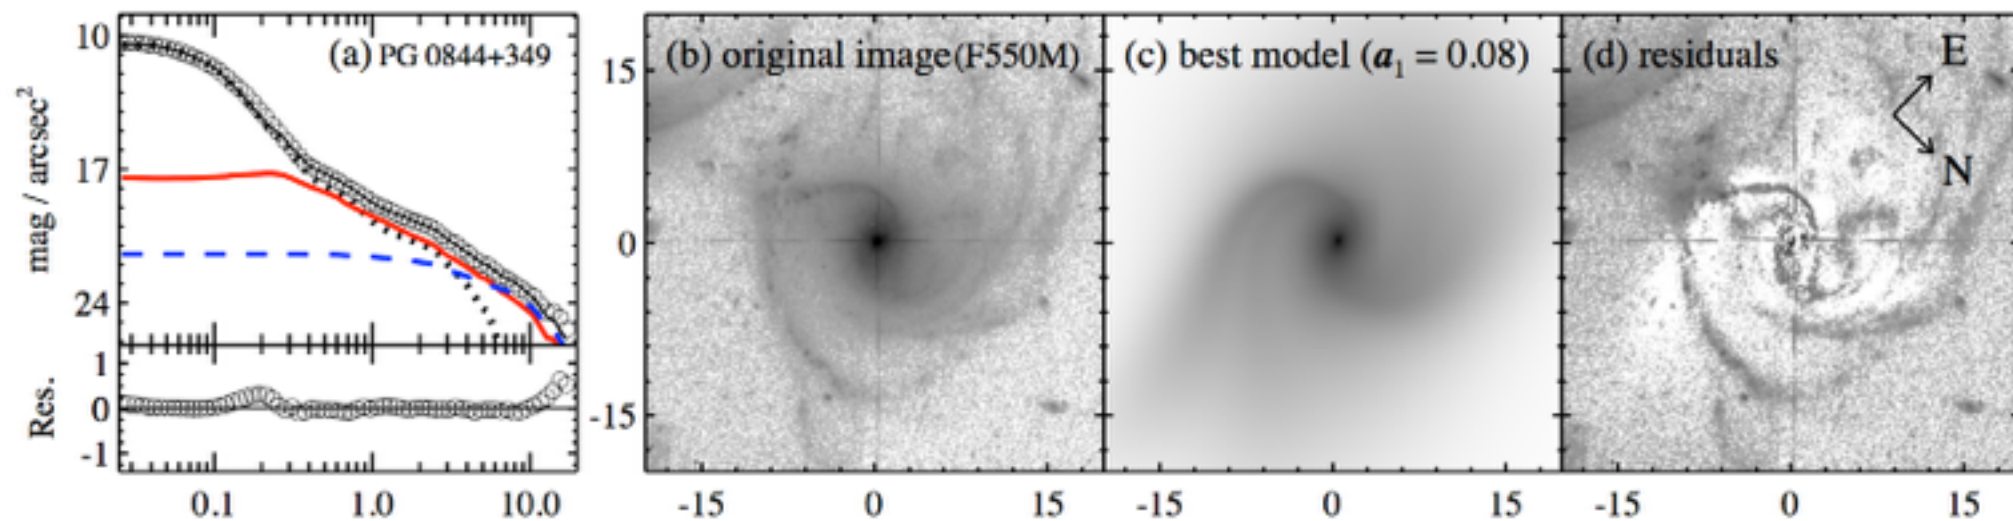 (a) PG 0844+349
10
17
24
mag / arcsec²
1
0
-1
Res.
0.1 1.0 10.0
(b) original image(F550M)
15
0
-15
-15 0 15
(c) best model (a₁ = 0.08)
-15 0 15
(d) residuals
E
N
-15 0 15